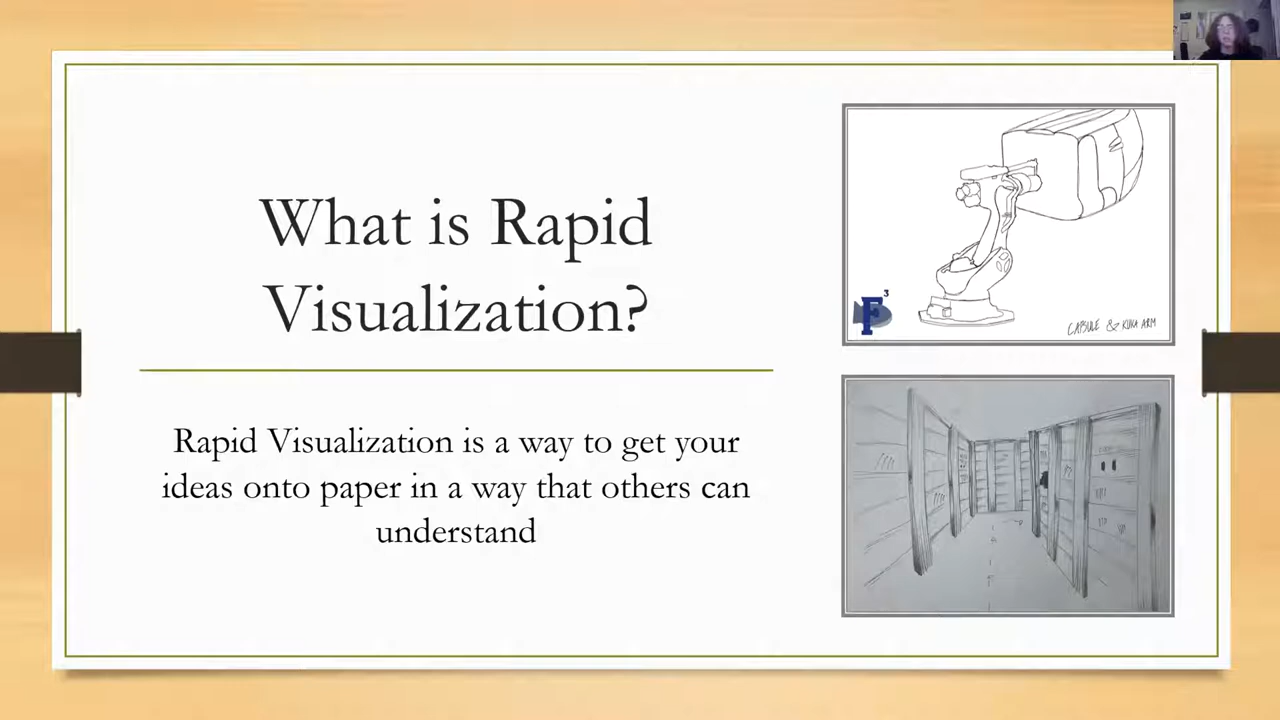 What is Rapid
Visualization?
Rapid Visualization is a way to get your
ideas onto paper in a way that others can
understand
F3
CAPSULE & KUKA ARM